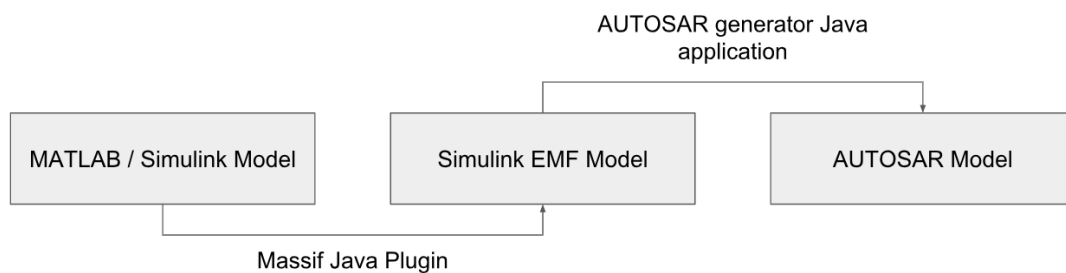 AUTOSAR generator Java
application
MATLAB / Simulink Model
Simulink EMF Model
AUTOSAR Model
Massif Java Plugin